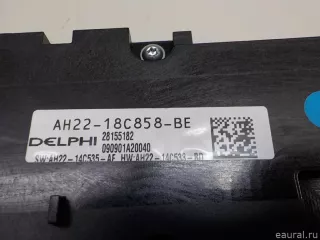 AH22-18C858-BE
DELPHI
28155182
090901A20040
SW:AH22-14C535-AF HW:AH22-14C533-BD
eaural.ru